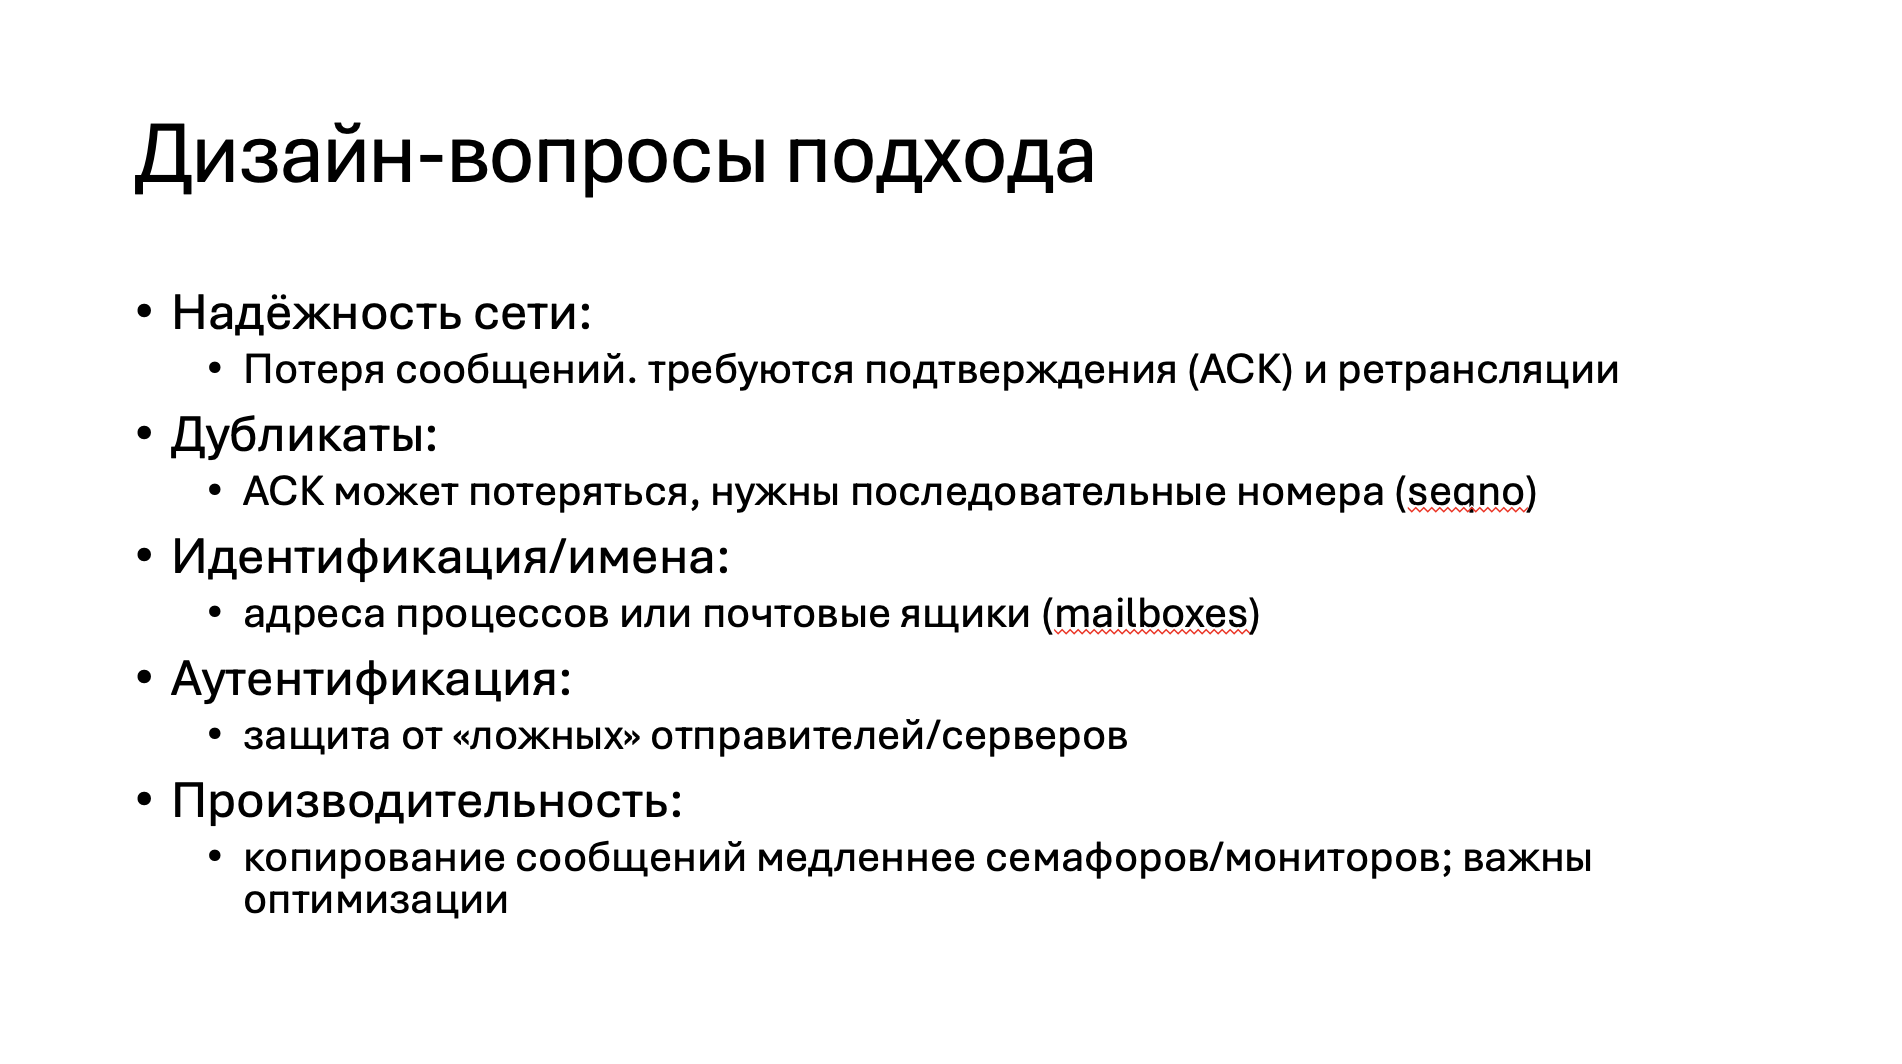 Дизайн-вопросы подхода
• Надёжность сети:
• Потеря сообщений. требуются подтверждения (ACK) и ретрансляции
• Дубликаты:
• ACK может потеряться, нужны последовательные номера (seqno)
• Идентификация/имена:
• адреса процессов или почтовые ящики (mailboxes)
• Аутентификация:
• защита от «ложных» отправителей/серверов
• Производительность:
• копирование сообщений медленнее семафоров/мониторов; важны
оптимизации